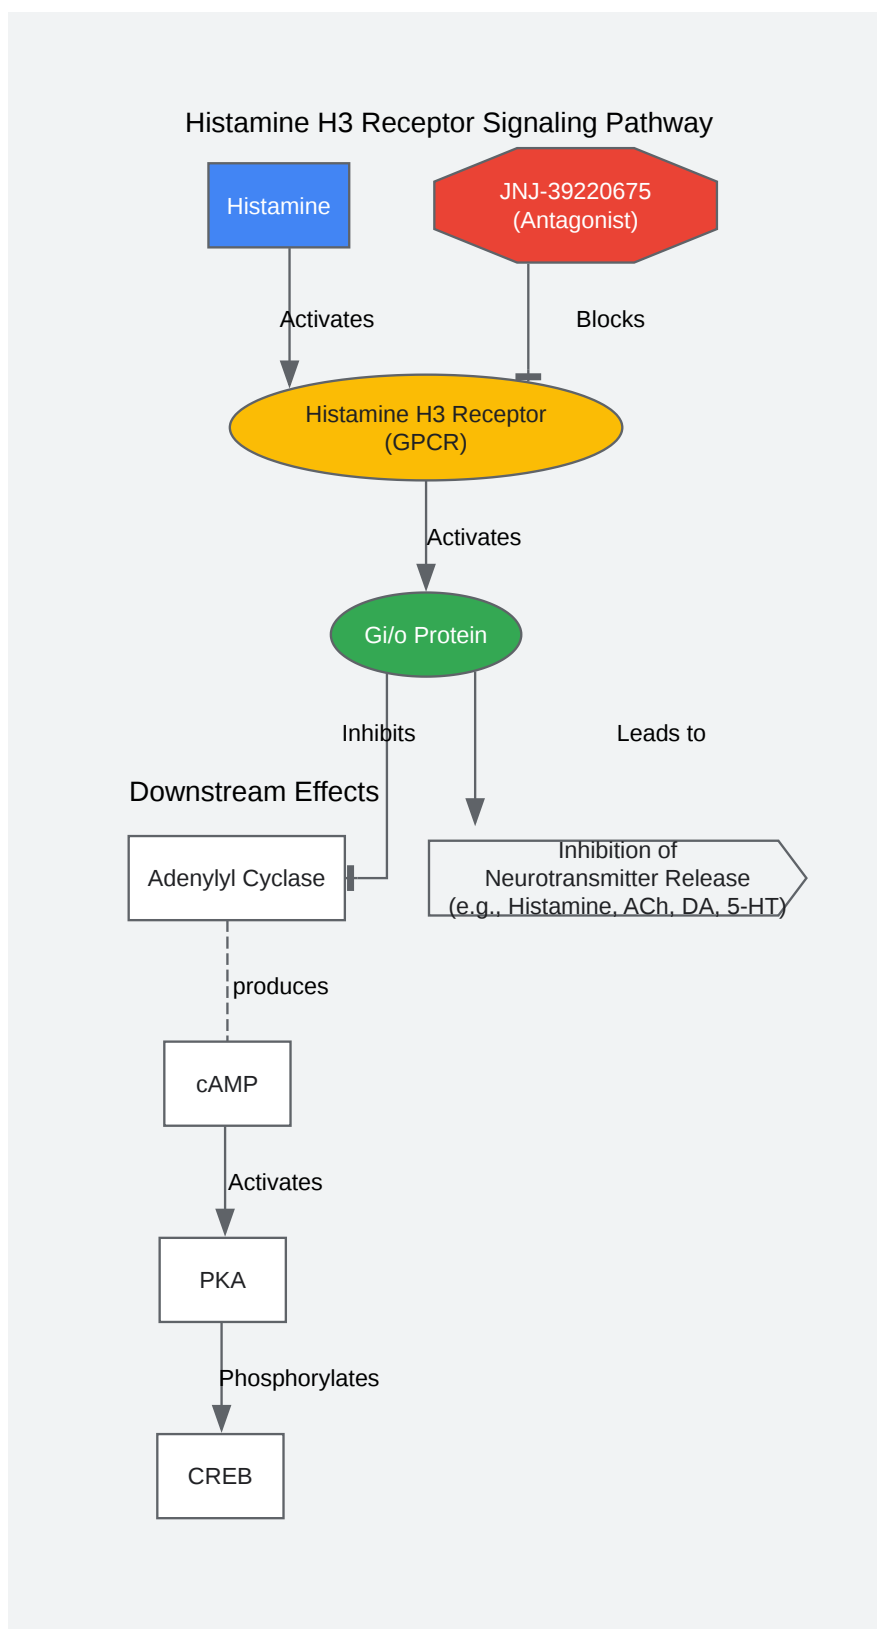 Histamine H3 Receptor Signaling Pathway
Histamine
JNJ-39220675
(Antagonist)
Activates
Blocks
Histamine H3 Receptor
(GPCR)
Activates
Gi/o Protein
Inhibits
Leads to
Downstream Effects
Adenylyl Cyclase
Inhibition of
Neurotransmitter Release
(e.g., Histamine, ACh, DA, 5-HT)
produces
cAMP
Activates
PKA
Phosphorylates
CREB